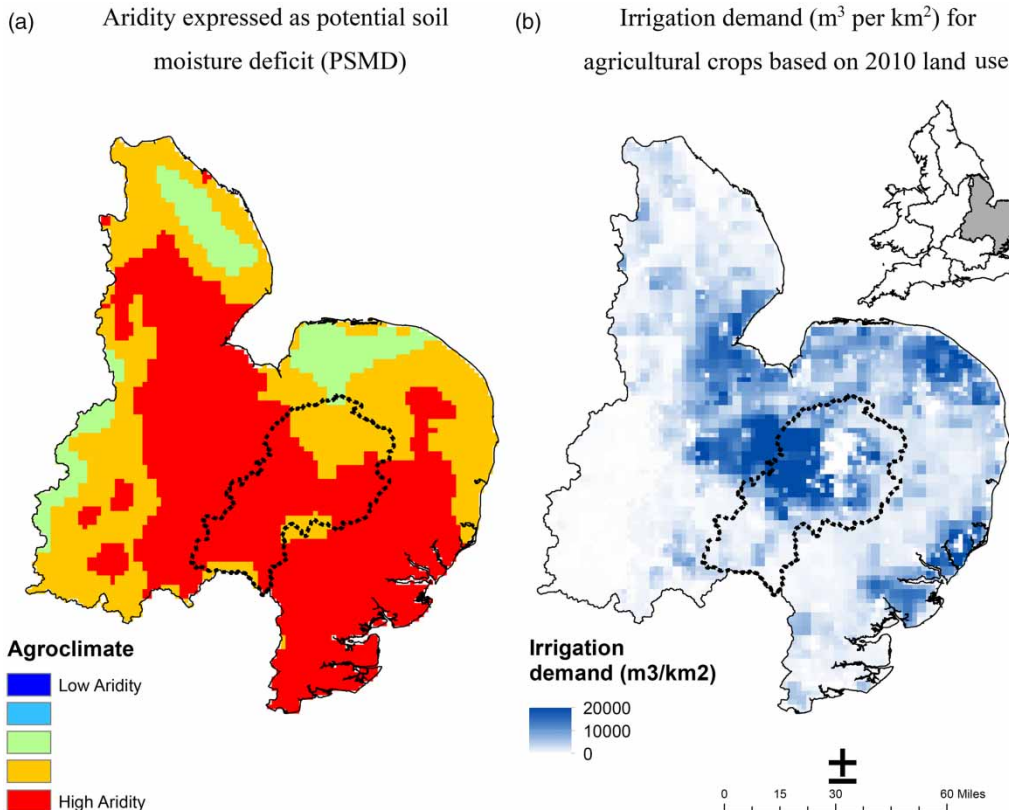 (a) Aridity expressed as potential soil
moisture deficit (PSMD)
Agroclimate
Low Aridity
High Aridity
(b) Irrigation demand (m³ per km²) for
agricultural crops based on 2010 land use
Irrigation
demand (m3/km2)
20000
10000
0
±
0 15 30 60 Miles